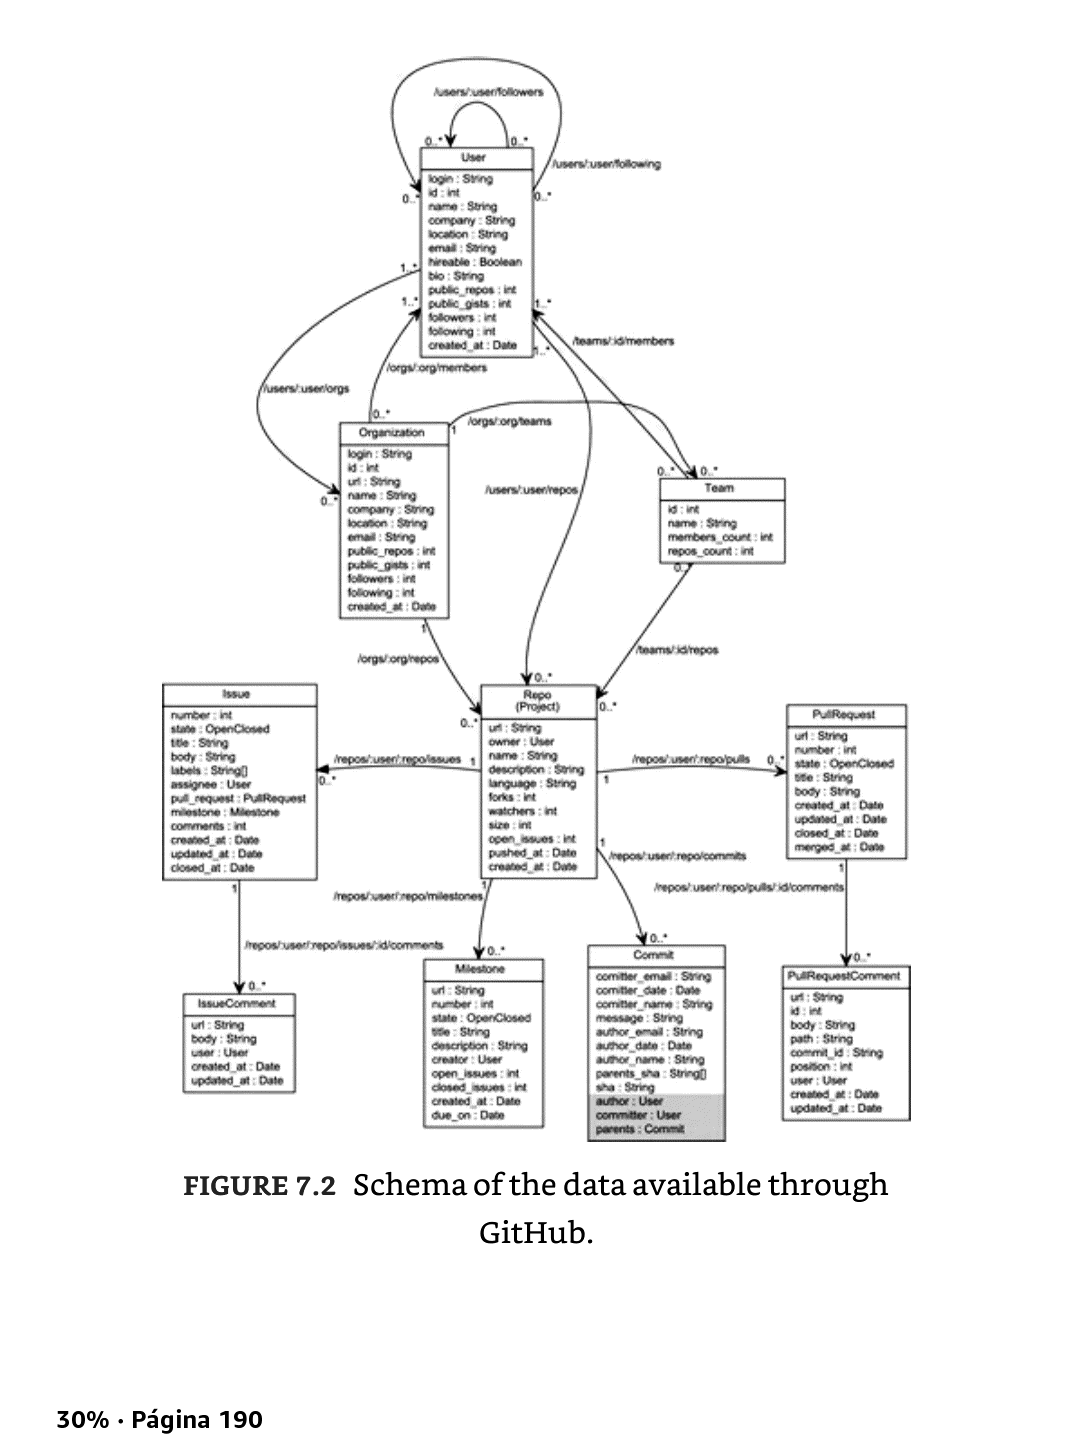 /users/:user/followers
0..*
0..*
/users/:user/following
0..*
0..*
User
login : String
id : int
name : String
company : String
location : String
email : String
hireable : Boolean
bio : String
public_repos : int
public_gists : int
followers : int
following : int
created_at : Date
1..*
1..*
1..*
1..*
/teams/:id/members
/orgs/:org/members
/users/:user/orgs
0..*
1
/orgs/:org/teams
0..*
Organization
login : String
id : int
url : String
name : String
company : String
location : String
email : String
public_repos : int
public_gists : int
followers : int
following : int
created_at : Date
/users/:user/repos
0..*
0..*
Team
id : int
name : String
members_count : int
repos_count : int
0..*
1
/orgs/:org/repos
/teams/:id/repos
0..*
0..*
0..*
Repo
(Project)
url : String
owner : User
name : String
description : String
language : String
forks : int
watchers : int
size : int
open_issues : int
pushed_at : Date
created_at : Date
Issue
number : int
state : OpenClosed
title : String
body : String
labels : String[]
assignee : User
pull_request : PullRequest
milestone : Milestone
comments : int
created_at : Date
updated_at : Date
closed_at : Date
/repos/:user/:repo/issues
1
0..*
/repos/:user/:repo/pulls
0..*
1
PullRequest
url : String
number : int
state : OpenClosed
title : String
body : String
created_at : Date
updated_at : Date
closed_at : Date
merged_at : Date
1
/repos/:user/:repo/commits
1
/repos/:user/:repo/milestones
1
/repos/:user/:repo/pulls/:id/comments
1
/repos/:user/:repo/issues/:id/comments
0..*
0..*
0..*
0..*
IssueComment
url : String
body : String
user : User
created_at : Date
updated_at : Date
Milestone
url : String
number : int
state : OpenClosed
title : String
description : String
creator : User
open_issues : int
closed_issues : int
created_at : Date
due_on : Date
Commit
comitter_email : String
comitter_date : Date
comitter_name : String
message : String
author_email : String
author_date : Date
author_name : String
parents_sha : String[]
sha : String
author : User
committer : User
parents : Commit
PullRequestComment
url : String
id : int
body : String
path : String
commit_id : String
position : int
user : User
created_at : Date
updated_at : Date
FIGURE 7.2 Schema of the data available through
GitHub.
30% · Página 190